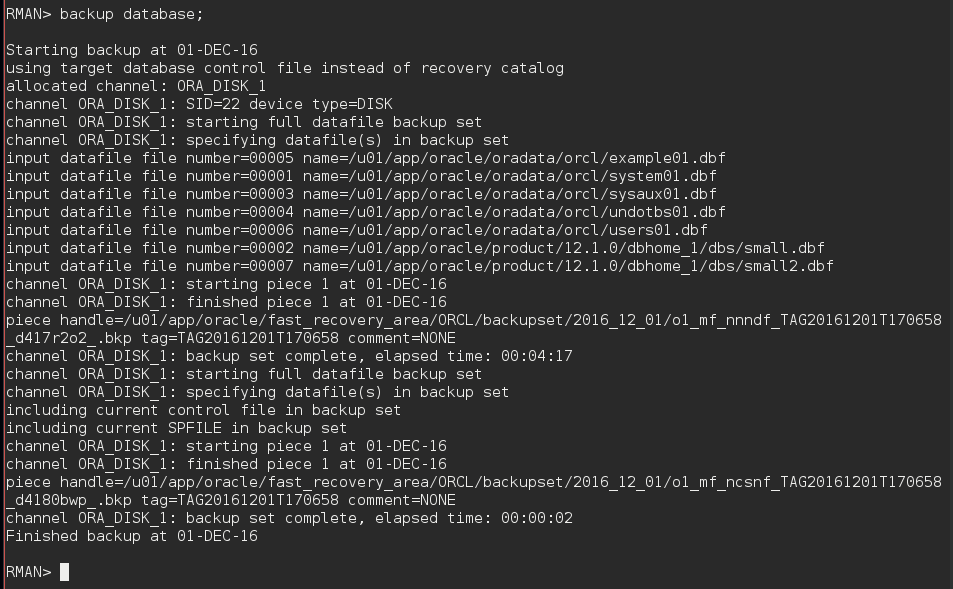 RMAN> backup database;
Starting backup at 01-DEC-16
using target database control file instead of recovery catalog
allocated channel: ORA_DISK_1
channel ORA_DISK_1: SID=22 device type=DISK
channel ORA_DISK_1: starting full datafile backup set
channel ORA_DISK_1: specifying datafile(s) in backup set
input datafile file number=00005 name=/u01/app/oracle/oradata/orcl/example01.dbf
input datafile file number=00001 name=/u01/app/oracle/oradata/orcl/system01.dbf
input datafile file number=00003 name=/u01/app/oracle/oradata/orcl/sysaux01.dbf
input datafile file number=00004 name=/u01/app/oracle/oradata/orcl/undotbs01.dbf
input datafile file number=00006 name=/u01/app/oracle/oradata/orcl/users01.dbf
input datafile file number=00002 name=/u01/app/oracle/product/12.1.0/dbhome_1/dbs/small.dbf
input datafile file number=00007 name=/u01/app/oracle/product/12.1.0/dbhome_1/dbs/small2.dbf
channel ORA_DISK_1: starting piece 1 at 01-DEC-16
channel ORA_DISK_1: finished piece 1 at 01-DEC-16
piece handle=/u01/app/oracle/fast_recovery_area/ORCL/backupset/2016_12_01/o1_mf_nnndf_TAG20161201T170658
_d417r2o2_.bkp tag=TAG20161201T170658 comment=NONE
channel ORA_DISK_1: backup set complete, elapsed time: 00:04:17
channel ORA_DISK_1: starting full datafile backup set
channel ORA_DISK_1: specifying datafile(s) in backup set
including current control file in backup set
including current SPFILE in backup set
channel ORA_DISK_1: starting piece 1 at 01-DEC-16
channel ORA_DISK_1: finished piece 1 at 01-DEC-16
piece handle=/u01/app/oracle/fast_recovery_area/ORCL/backupset/2016_12_01/o1_mf_ncsnf_TAG20161201T170658
_d4180bwp_.bkp tag=TAG20161201T170658 comment=NONE
channel ORA_DISK_1: backup set complete, elapsed time: 00:00:02
Finished backup at 01-DEC-16
RMAN>